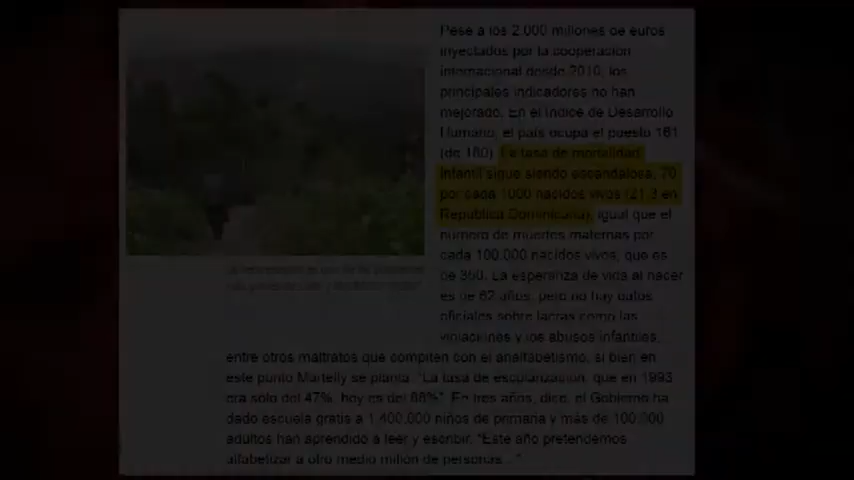 Pese a los 2.000 millones de euros
inyectados por la cooperación
internacional desde 2010, los
principales indicadores no han
mejorado. En el Índice de Desarrollo
Humano, el país ocupa el puesto 161
(de 180). La tasa de mortalidad
infantil sigue siendo escandalosa, 70
por cada 1000 nacidos vivos (21,3 en
República Dominicana), igual que el
número de muertes maternas por
cada 100.000 nacidos vivos, que es
de 350. La esperanza de vida al nacer
es de 62 años, pero no hay datos
oficiales sobre lacras como las
violaciones y los abusos infantiles,
entre otros maltratos que compiten con el analfabetismo, si bien en
este punto Martelly se planta. "La tasa de escolarización, que en 1993
era solo del 47%, hoy es del 88%". En tres años, dice, el Gobierno ha
dado escuela gratis a 1.400.000 niños de primaria y más de 100.000
adultos han aprendido a leer y escribir. "Este año pretendemos
alfabetizar a otro medio millón de personas..."